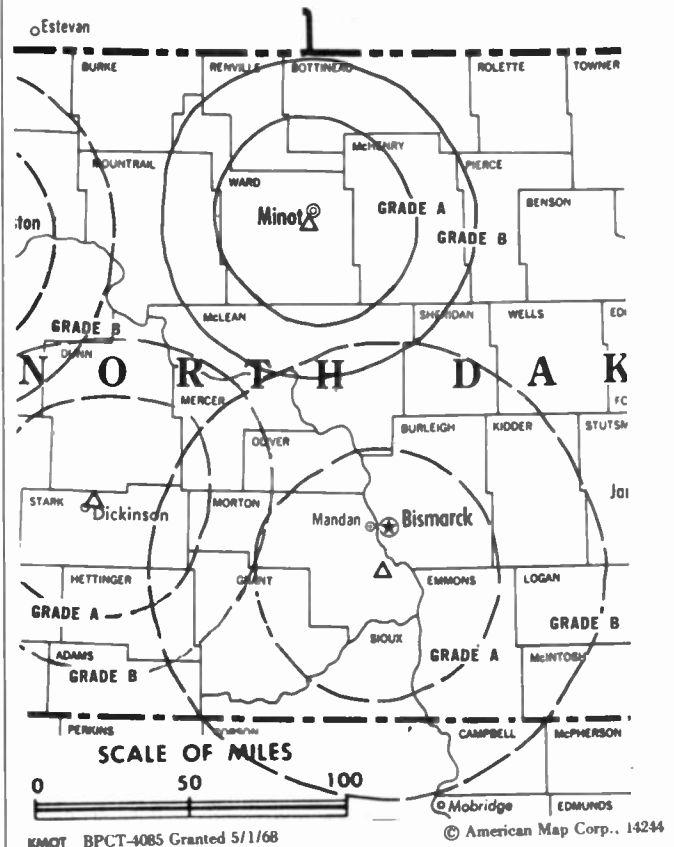 Estevan
BURKE
RENVILLE
BOTTINEAU
ROLETTE
TOWNER
MOUNTRAIL
WARD
McHENRY
PIERCE
BENSON
Minot
GRADE A
GRADE B
GRADE B
McLEAN
SHERIDAN
WELLS
DUNN
N O R T H D A K
MERCER
OLIVER
BURLEIGH
KIDDER
STARK
Dickinson
MORTON
Mandan
Bismarck
HETTINGER
GRANT
EMMONS
LOGAN
GRADE A
GRADE B
SIOUX
GRADE A
ADAMS
McINTOSH
GRADE B
PERKINS
CAMPBELL
McPHERSON
SCALE OF MILES
0 50 100
Mobridge
EDMUNDS
KMOT BPCT-4085 Granted 5/1/68
© American Map Corp., 14244